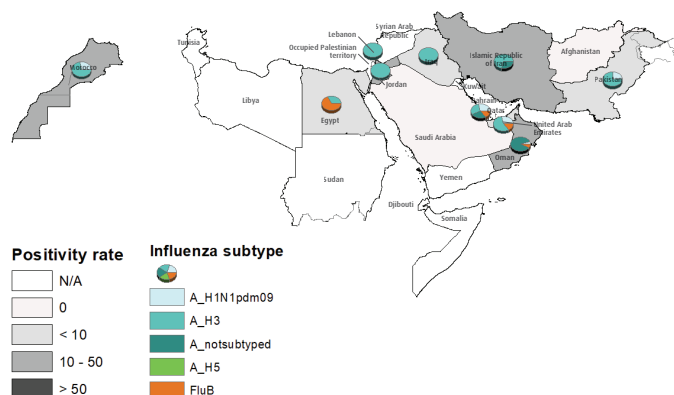 Tunisia
Morocco
Libya
Egypt
Sudan
Lebanon
Syrian Arab
Republic
Occupied Palestinian
territory
Jordan
Iraq
Islamic Republic
of Iran
Afghanistan
Pakistan
Kuwait
Bahrain
Qatar
United Arab
Emirates
Saudi Arabia
Oman
Yemen
Djibouti
Somalia
Positivity rate
N/A
0
< 10
10 - 50
> 50
Influenza subtype
A_H1N1pdm09
A_H3
A_notsubtyped
A_H5
FluB